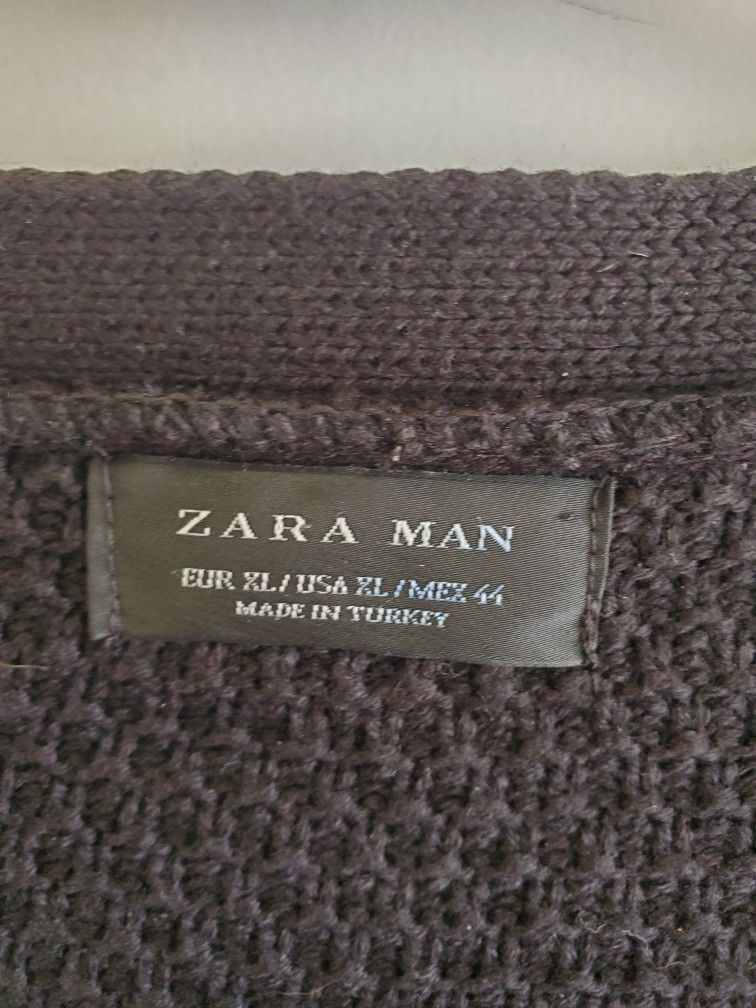 ZARA MAN
EUR XL/USA XL/MEX 44
MADE IN TURKEY